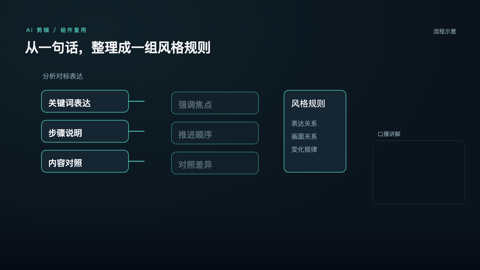 AI 剪辑 / 组件复用
从一句话，整理成一组风格规则
流程示意
分析对标表达
关键词表达
步骤说明
内容对照
强调焦点
推进顺序
对照差异
风格规则
表达关系
画面关系
变化规律
口播讲解